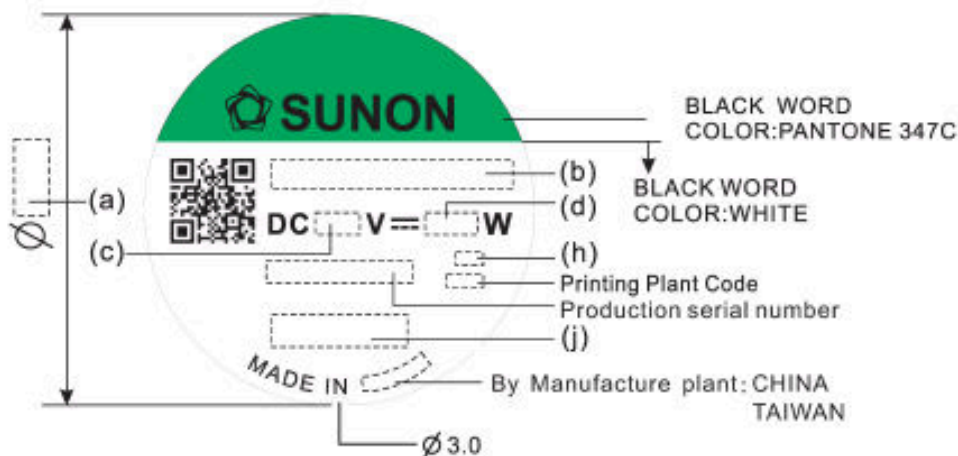 SUNON
BLACK WORD
COLOR:PANTONE 347C
BLACK WORD
COLOR:WHITE
(a)
(b)
DC V W
(d)
(c)
(h)
Printing Plant Code
Production serial number
(j)
MADE IN
By Manufacture plant: CHINA
TAIWAN
Ø
Ø3.0